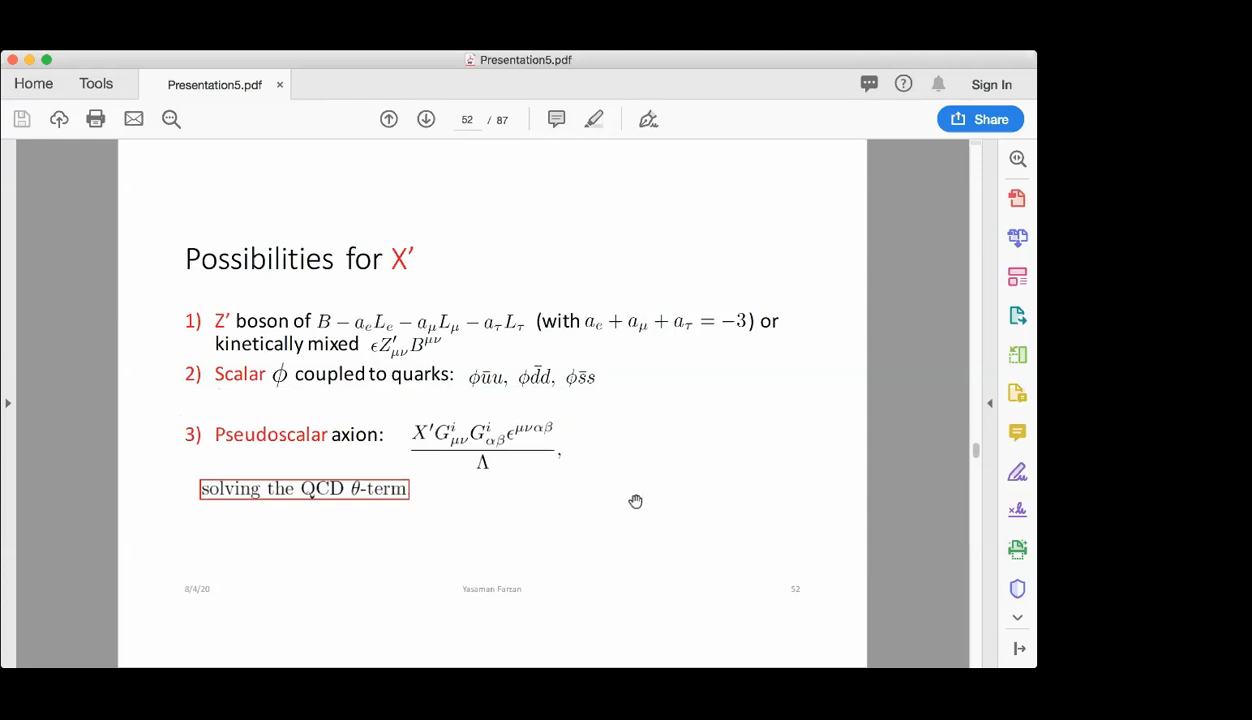 Presentation5.pdf
Home Tools Presentation5.pdf × Sign In
52 / 87 Share
Possibilities for X’
1) Z’ boson of B − a_e L_e − a_μ L_μ − a_τ L_τ (with a_e + a_μ + a_τ = −3) or
kinetically mixed ϵZ′_{μν} B^{μν}
2) Scalar ϕ coupled to quarks: ϕūu, ϕd̄d, ϕs̄s
3) Pseudoscalar axion: X′G^i_{μν}G^i_{αβ}ϵ^{μναβ} / Λ ,
solving the QCD θ-term
8/4/20 Yasaman Farzan 52